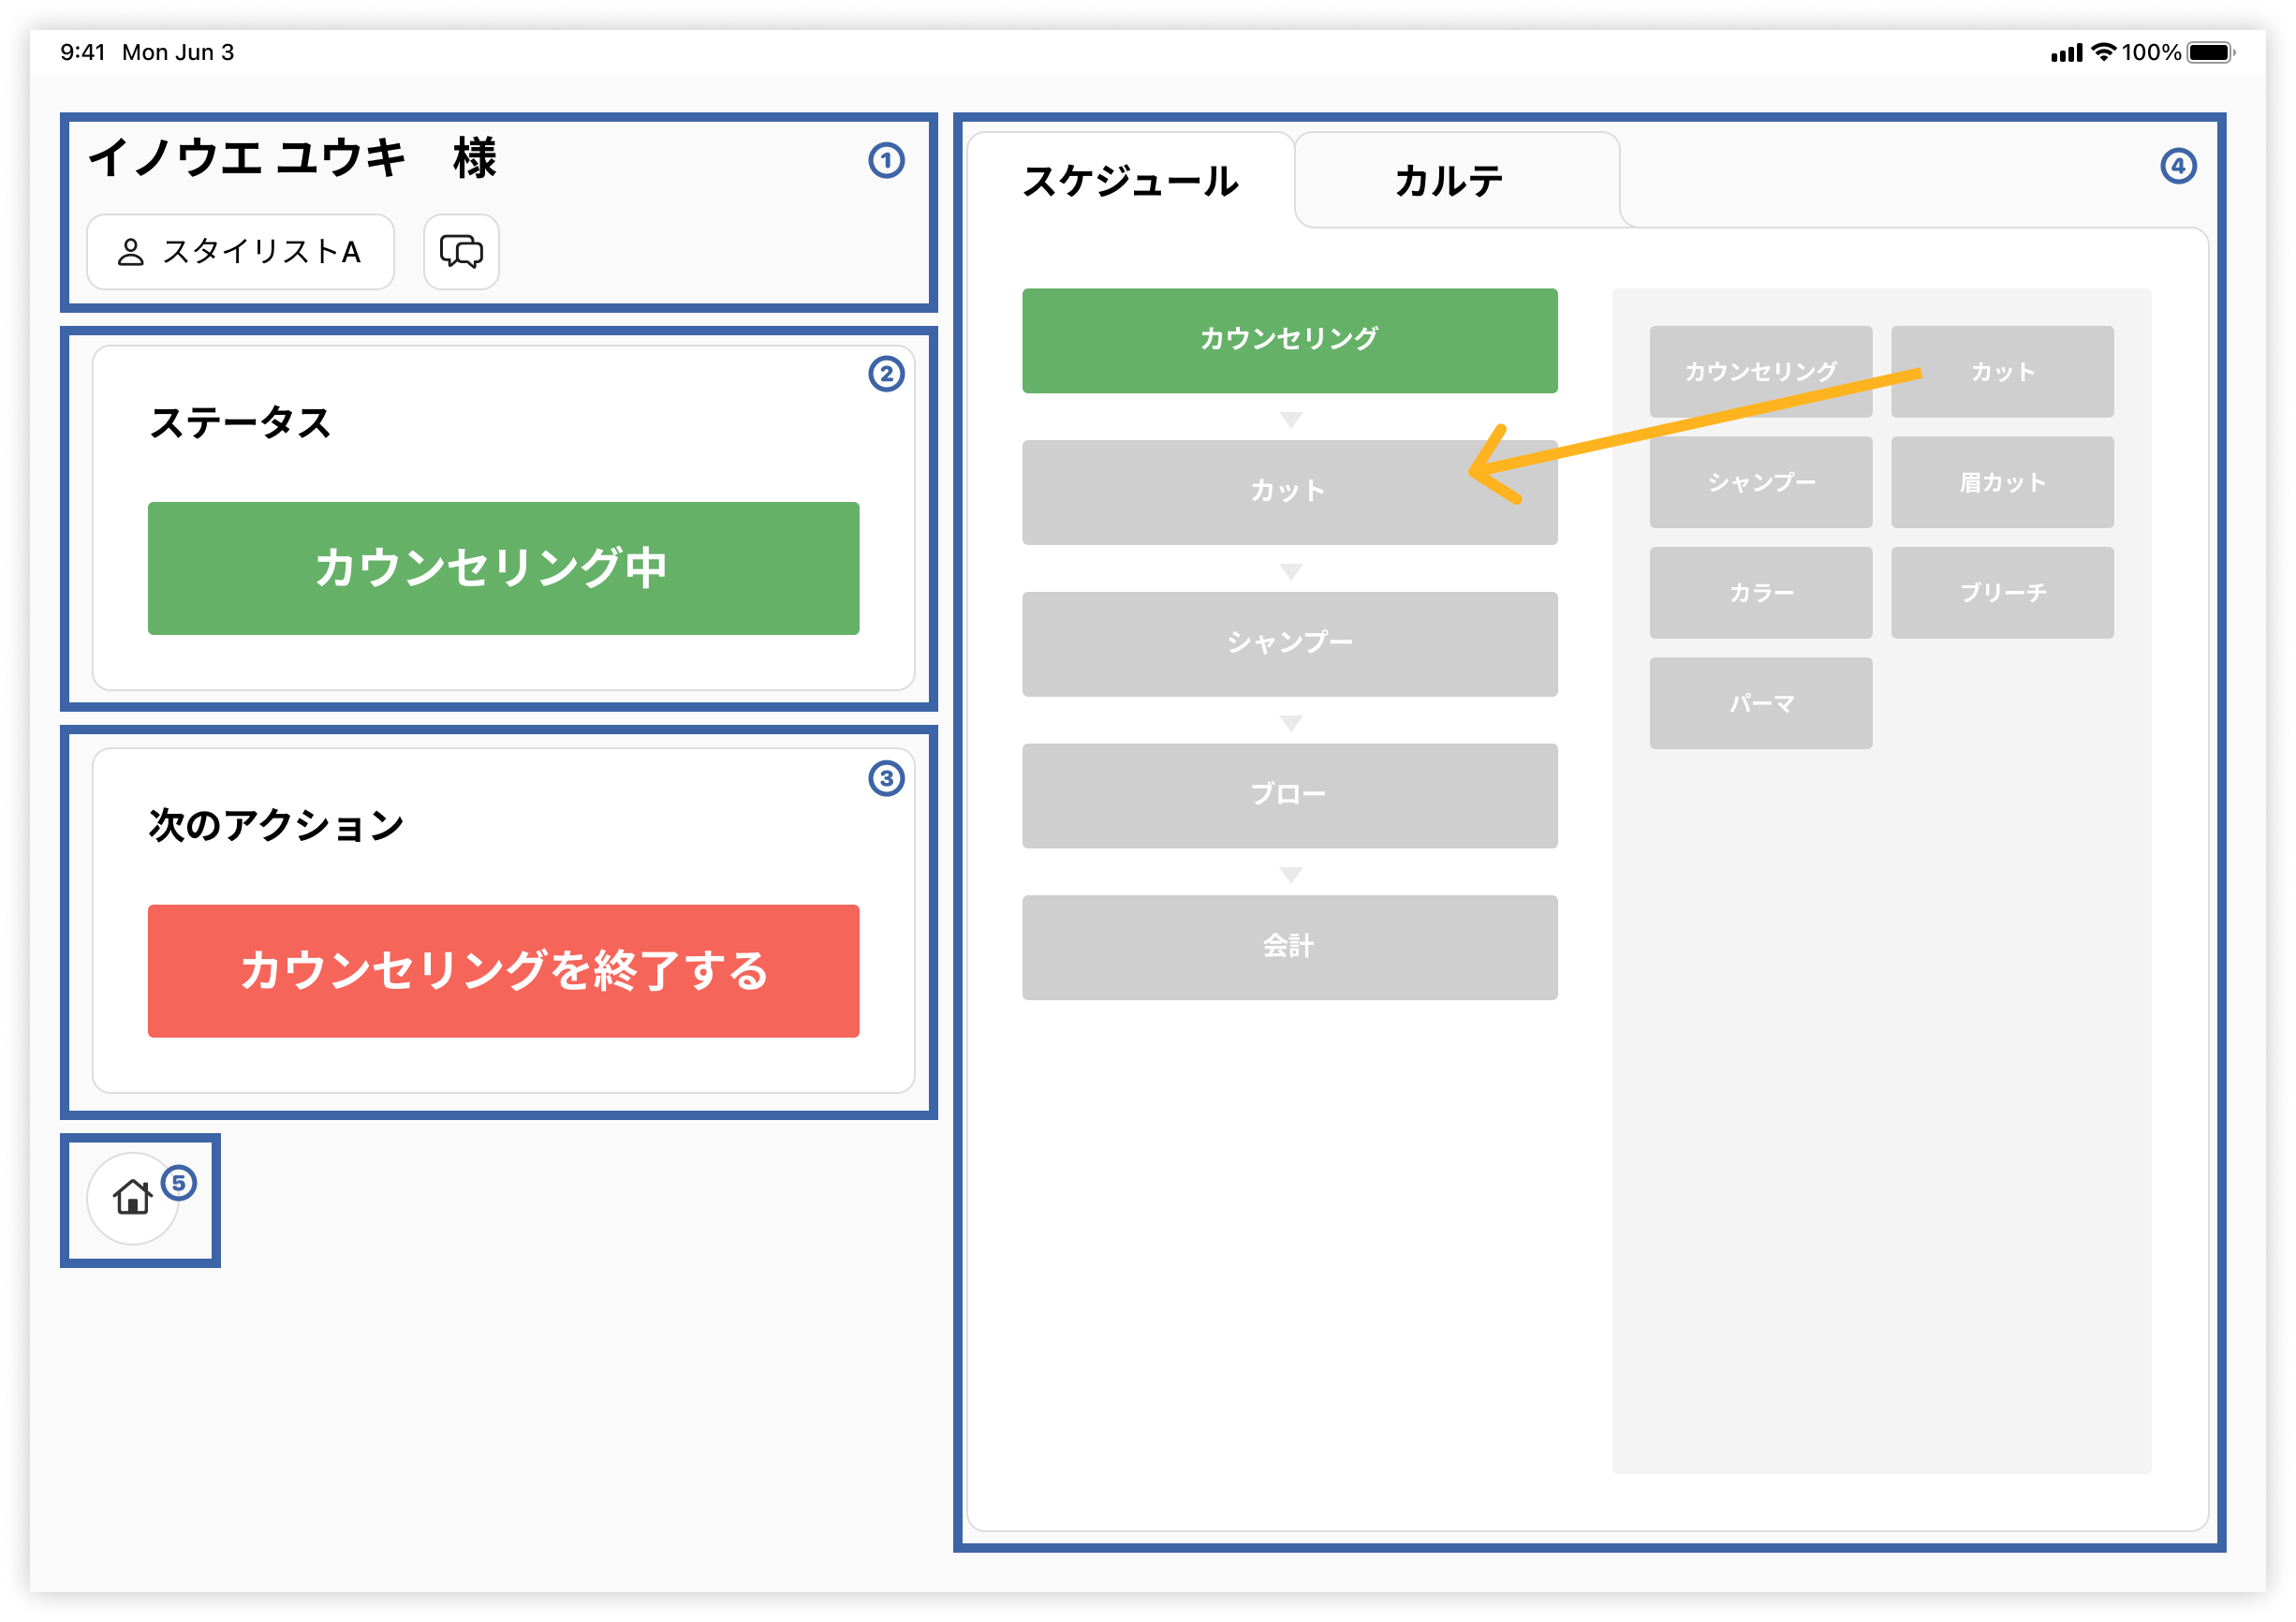 9:41 Mon Jun 3
100%
イノウエ ユウキ　様
①
スタイリストA
②
ステータス
カウンセリング中
③
次のアクション
カウンセリングを終了する
⑤
スケジュール
カルテ
④
カウンセリング
カット
シャンプー
ブロー
会計
カウンセリング
カット
シャンプー
眉カット
カラー
ブリーチ
パーマ